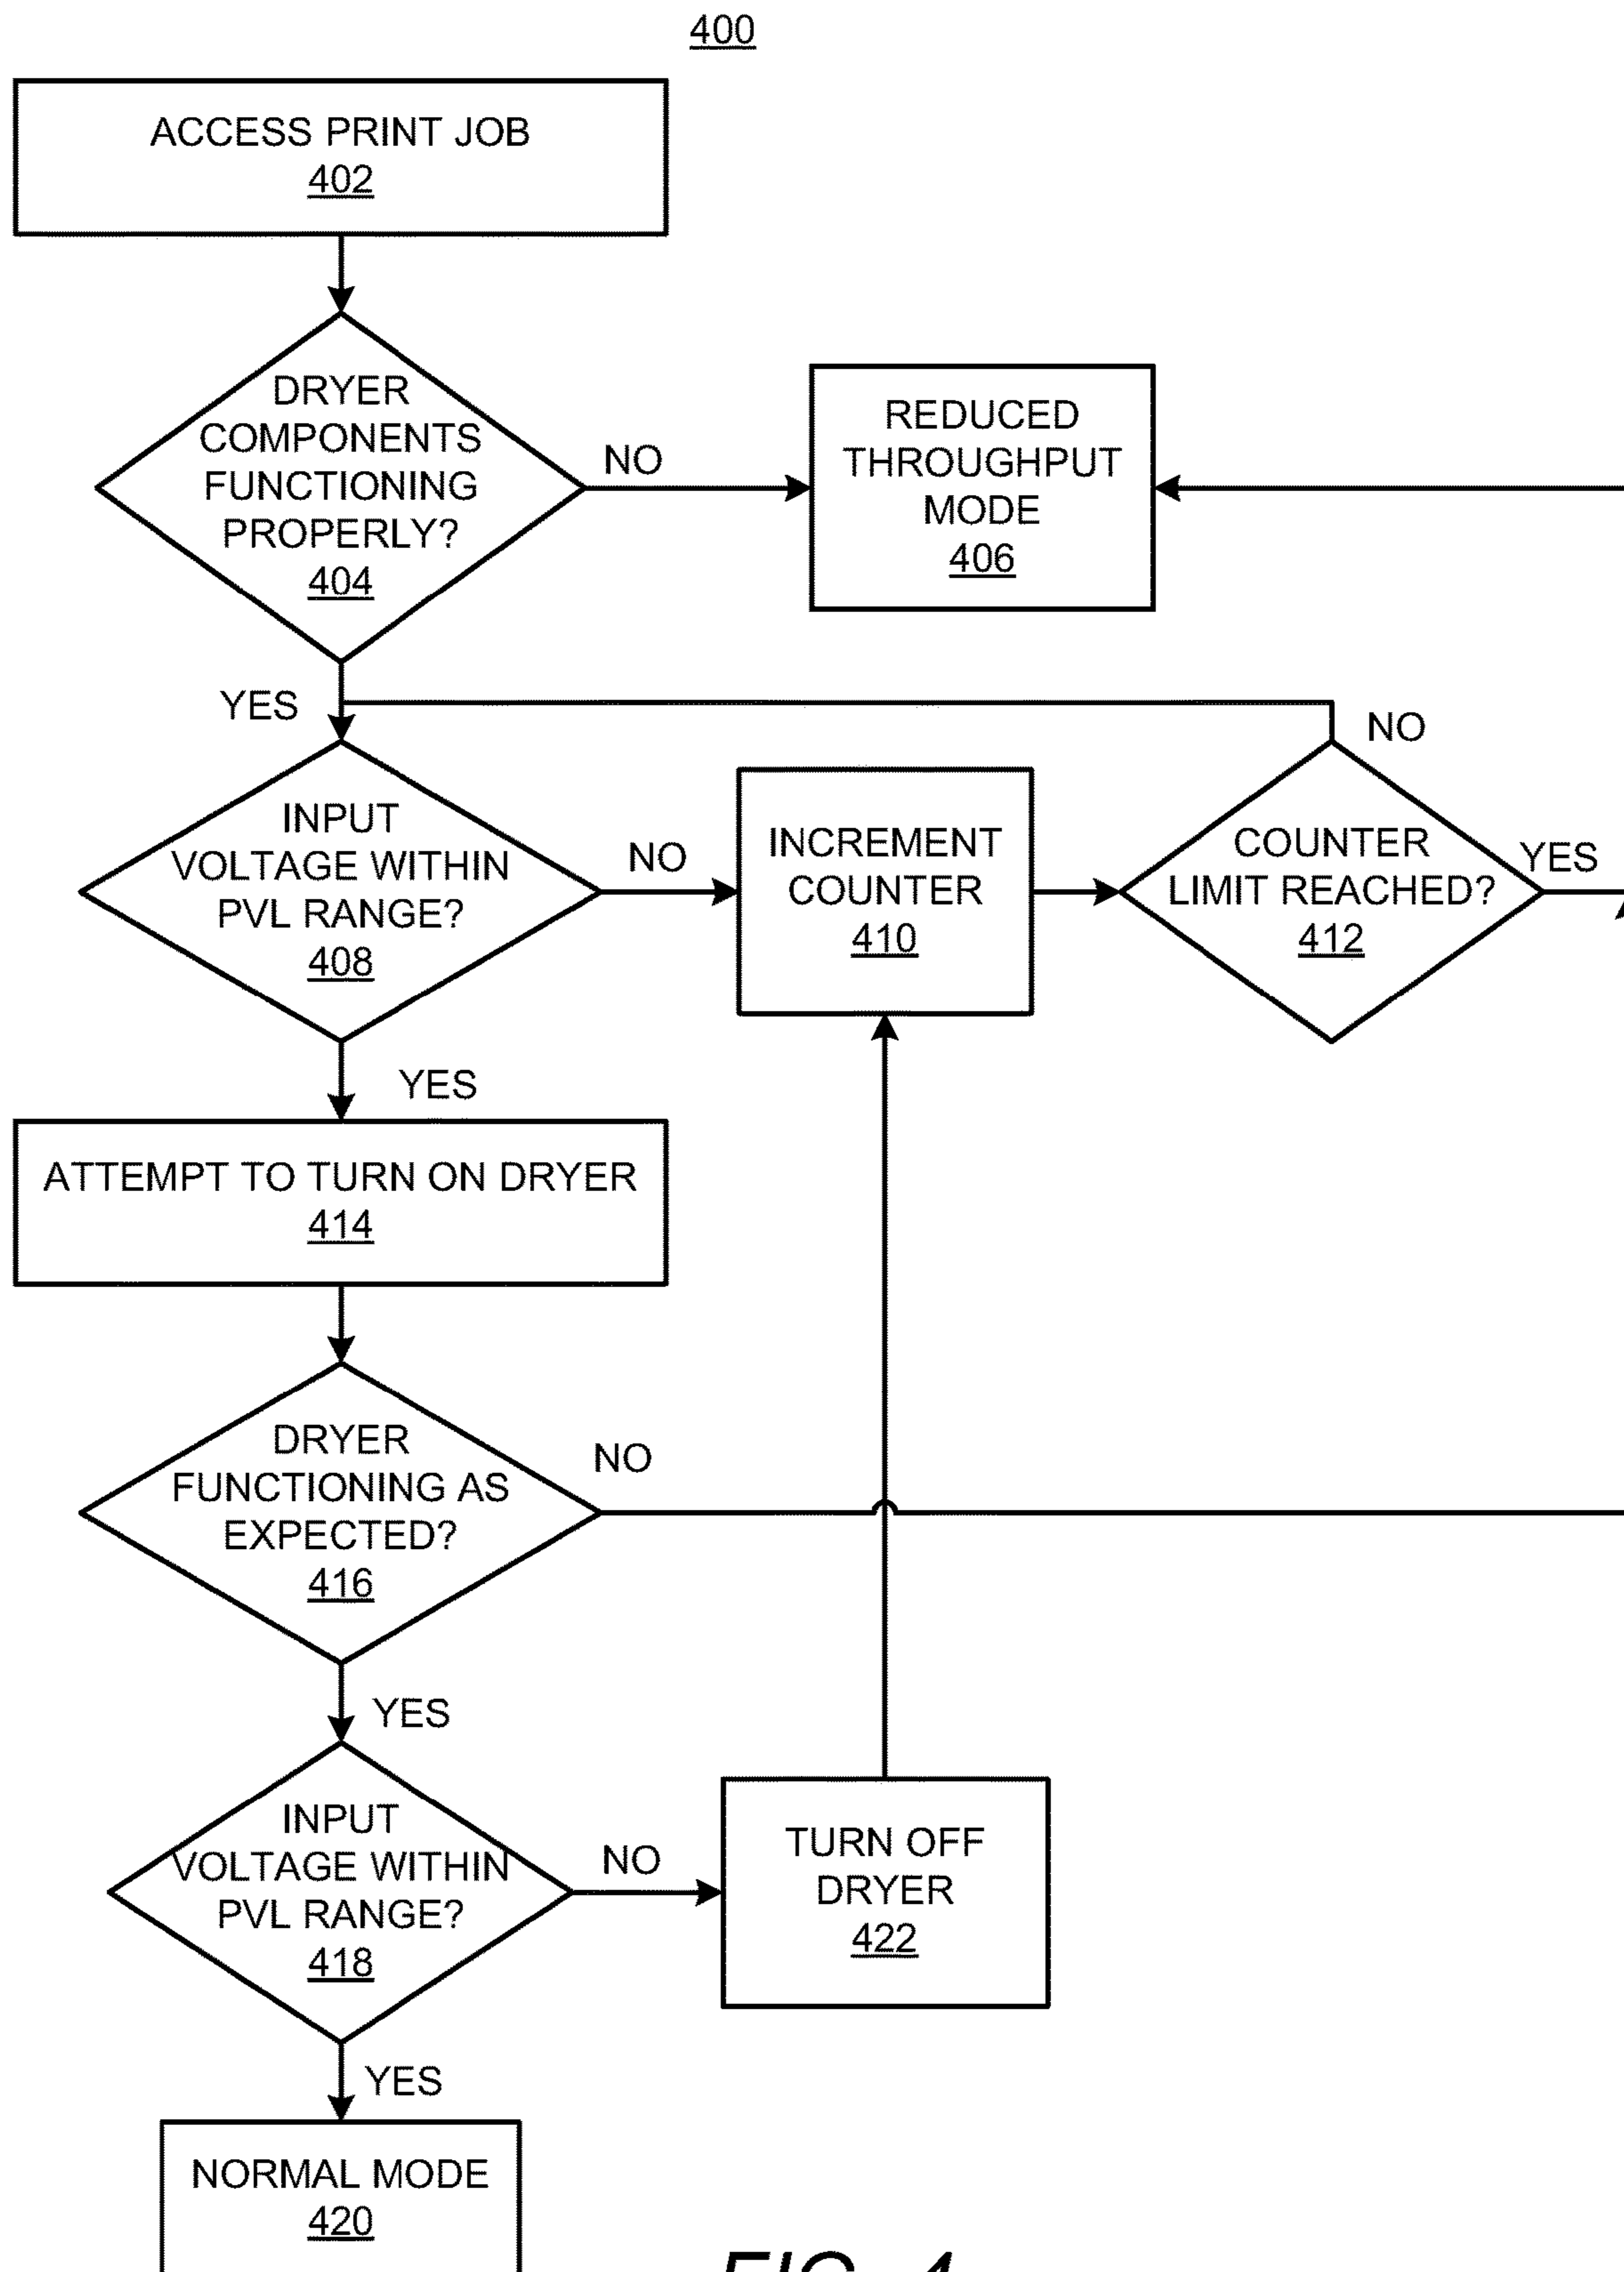 400
ACCESS PRINT JOB
402
DRYER
COMPONENTS
FUNCTIONING
PROPERLY?
404
NO
REDUCED
THROUGHPUT
MODE
406
YES
INPUT
VOLTAGE WITHIN
PVL RANGE?
408
NO
INCREMENT
COUNTER
410
NO
COUNTER
LIMIT REACHED?
412
YES
YES
ATTEMPT TO TURN ON DRYER
414
DRYER
FUNCTIONING AS
EXPECTED?
416
NO
YES
INPUT
VOLTAGE WITHIN
PVL RANGE?
418
NO
TURN OFF
DRYER
422
YES
NORMAL MODE
420
FIG. 4